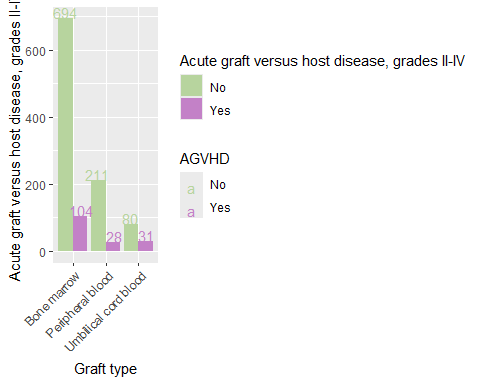 Acute graft versus host disease, grades II-I
600
400
200
0
694
104
211
28
80
31
Bone marrow
Peripheral blood
Umbilical cord blood
Graft type
Acute graft versus host disease, grades II-IV
No
Yes
AGVHD
a No
a Yes